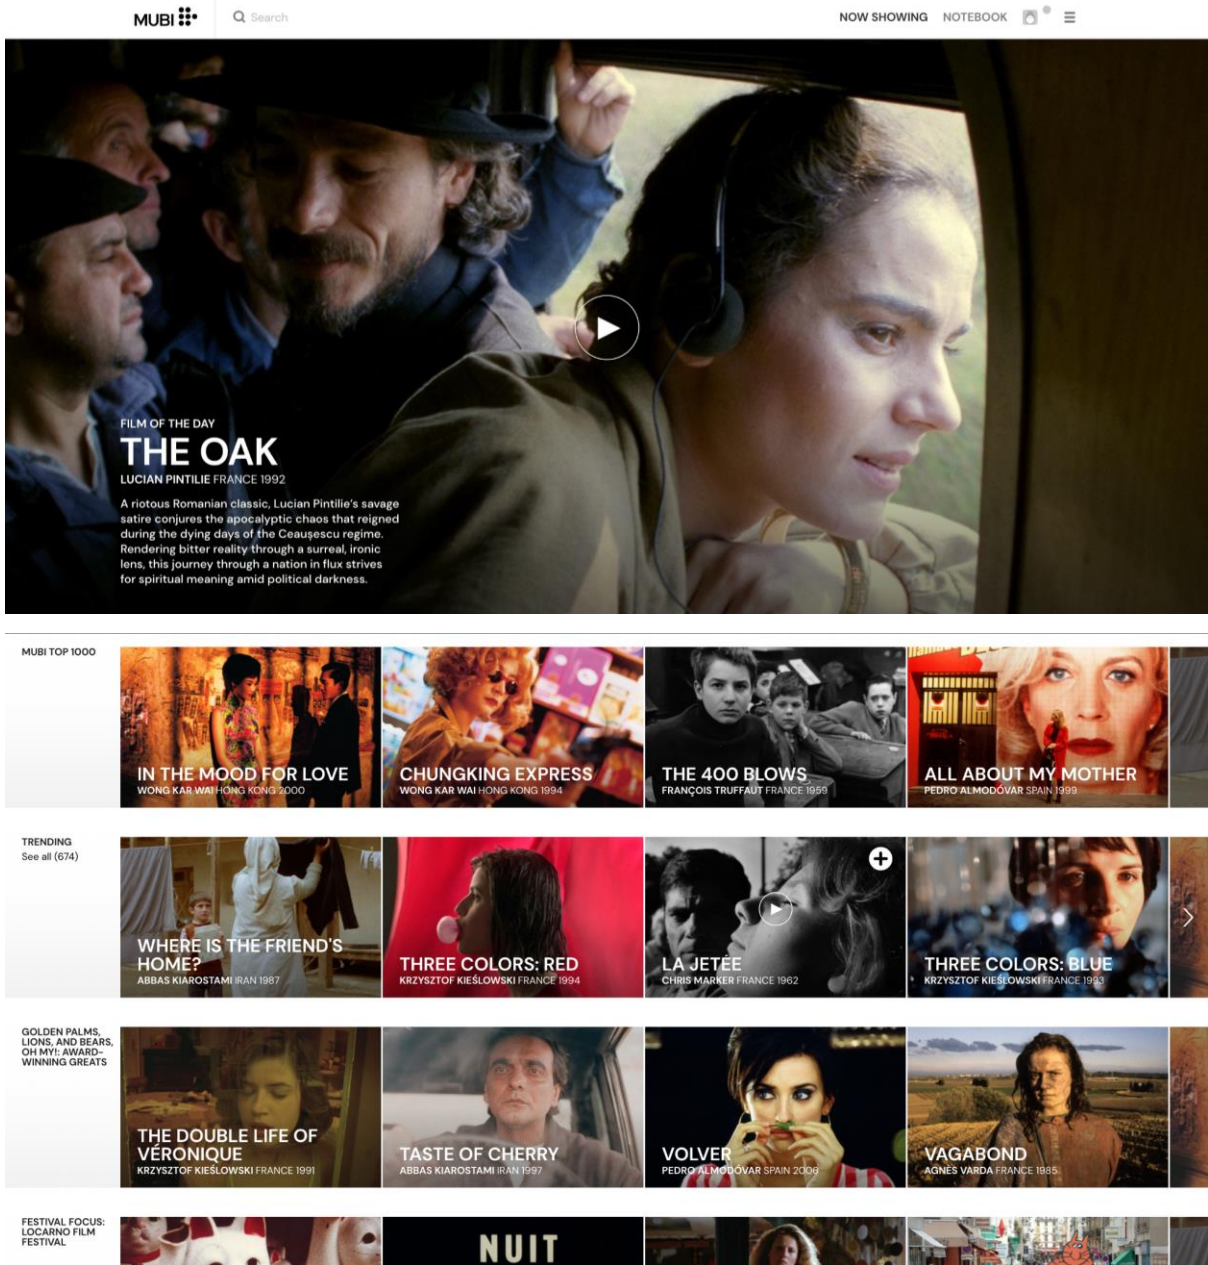 MUBI
Search
NOW SHOWING
NOTEBOOK
FILM OF THE DAY
THE OAK
LUCIAN PINTILIE FRANCE 1992
A riotous Romanian classic, Lucian Pintilie's savage
satire conjures the apocalyptic chaos that reigned
during the dying days of the Ceaușescu regime.
Rendering bitter reality through a surreal, ironic
lens, this journey through a nation in flux strives
for spiritual meaning amid political darkness.
MUBI TOP 1000
IN THE MOOD FOR LOVE
WONG KAR WAI HONG KONG 2000
CHUNGKING EXPRESS
WONG KAR WAI HONG KONG 1994
THE 400 BLOWS
FRANÇOIS TRUFFAUT FRANCE 1959
ALL ABOUT MY MOTHER
PEDRO ALMODÓVAR SPAIN 1999
TRENDING
See all (674)
WHERE IS THE FRIEND'S
HOME?
ABBAS KIAROSTAMI IRAN 1987
THREE COLORS: RED
KRZYSZTOF KIEŚLOWSKI FRANCE 1994
LA JETÉE
CHRIS MARKER FRANCE 1962
THREE COLORS: BLUE
KRZYSZTOF KIEŚLOWSKI FRANCE 1993
GOLDEN PALMS,
LIONS, AND BEARS,
OH MY!: AWARD-
WINNING GREATS
THE DOUBLE LIFE OF
VÉRONIQUE
KRZYSZTOF KIEŚLOWSKI FRANCE 1991
TASTE OF CHERRY
ABBAS KIAROSTAMI IRAN 1997
VOLVER
PEDRO ALMODÓVAR SPAIN 2006
VAGABOND
AGNÈS VARDA FRANCE 1985
FESTIVAL FOCUS:
LOCARNO FILM
FESTIVAL
NUIT